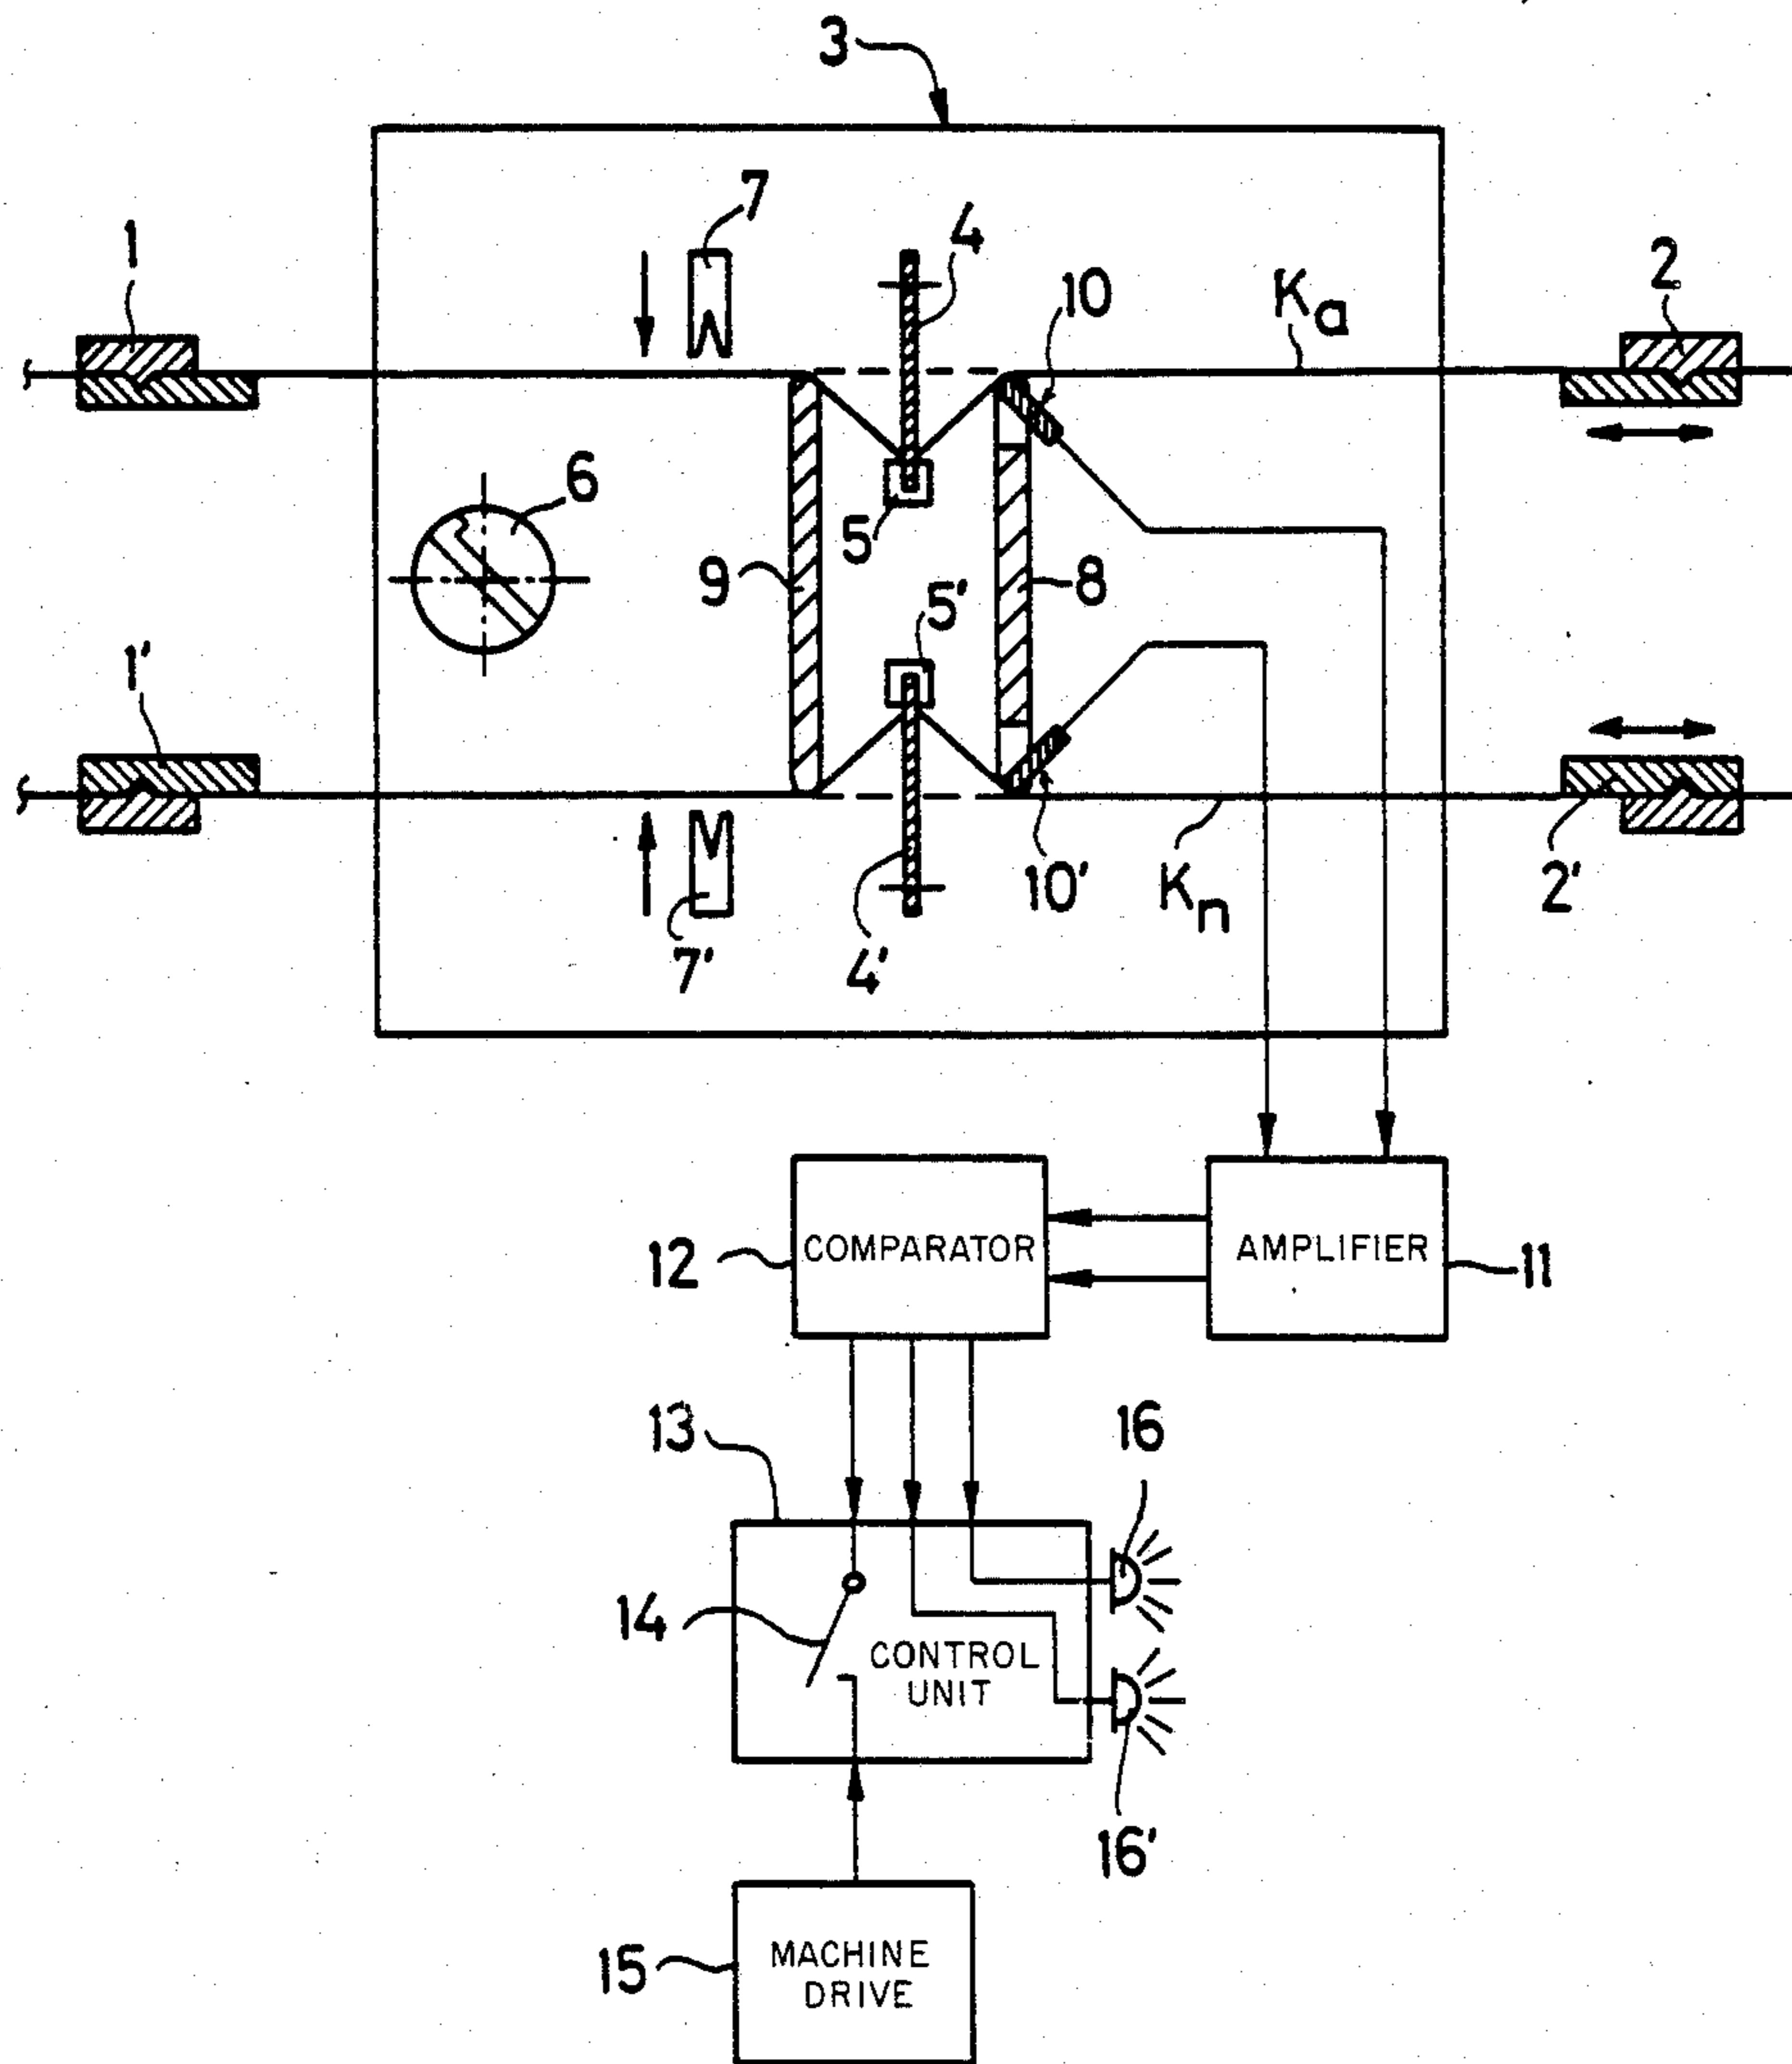 3
7
4
1
10
Ka
2
6
5
9
8
5'
1'
10'
Kn
2'
7'
4'
12
COMPARATOR
AMPLIFIER
11
13
16
14
CONTROL
UNIT
16'
15
MACHINE
DRIVE